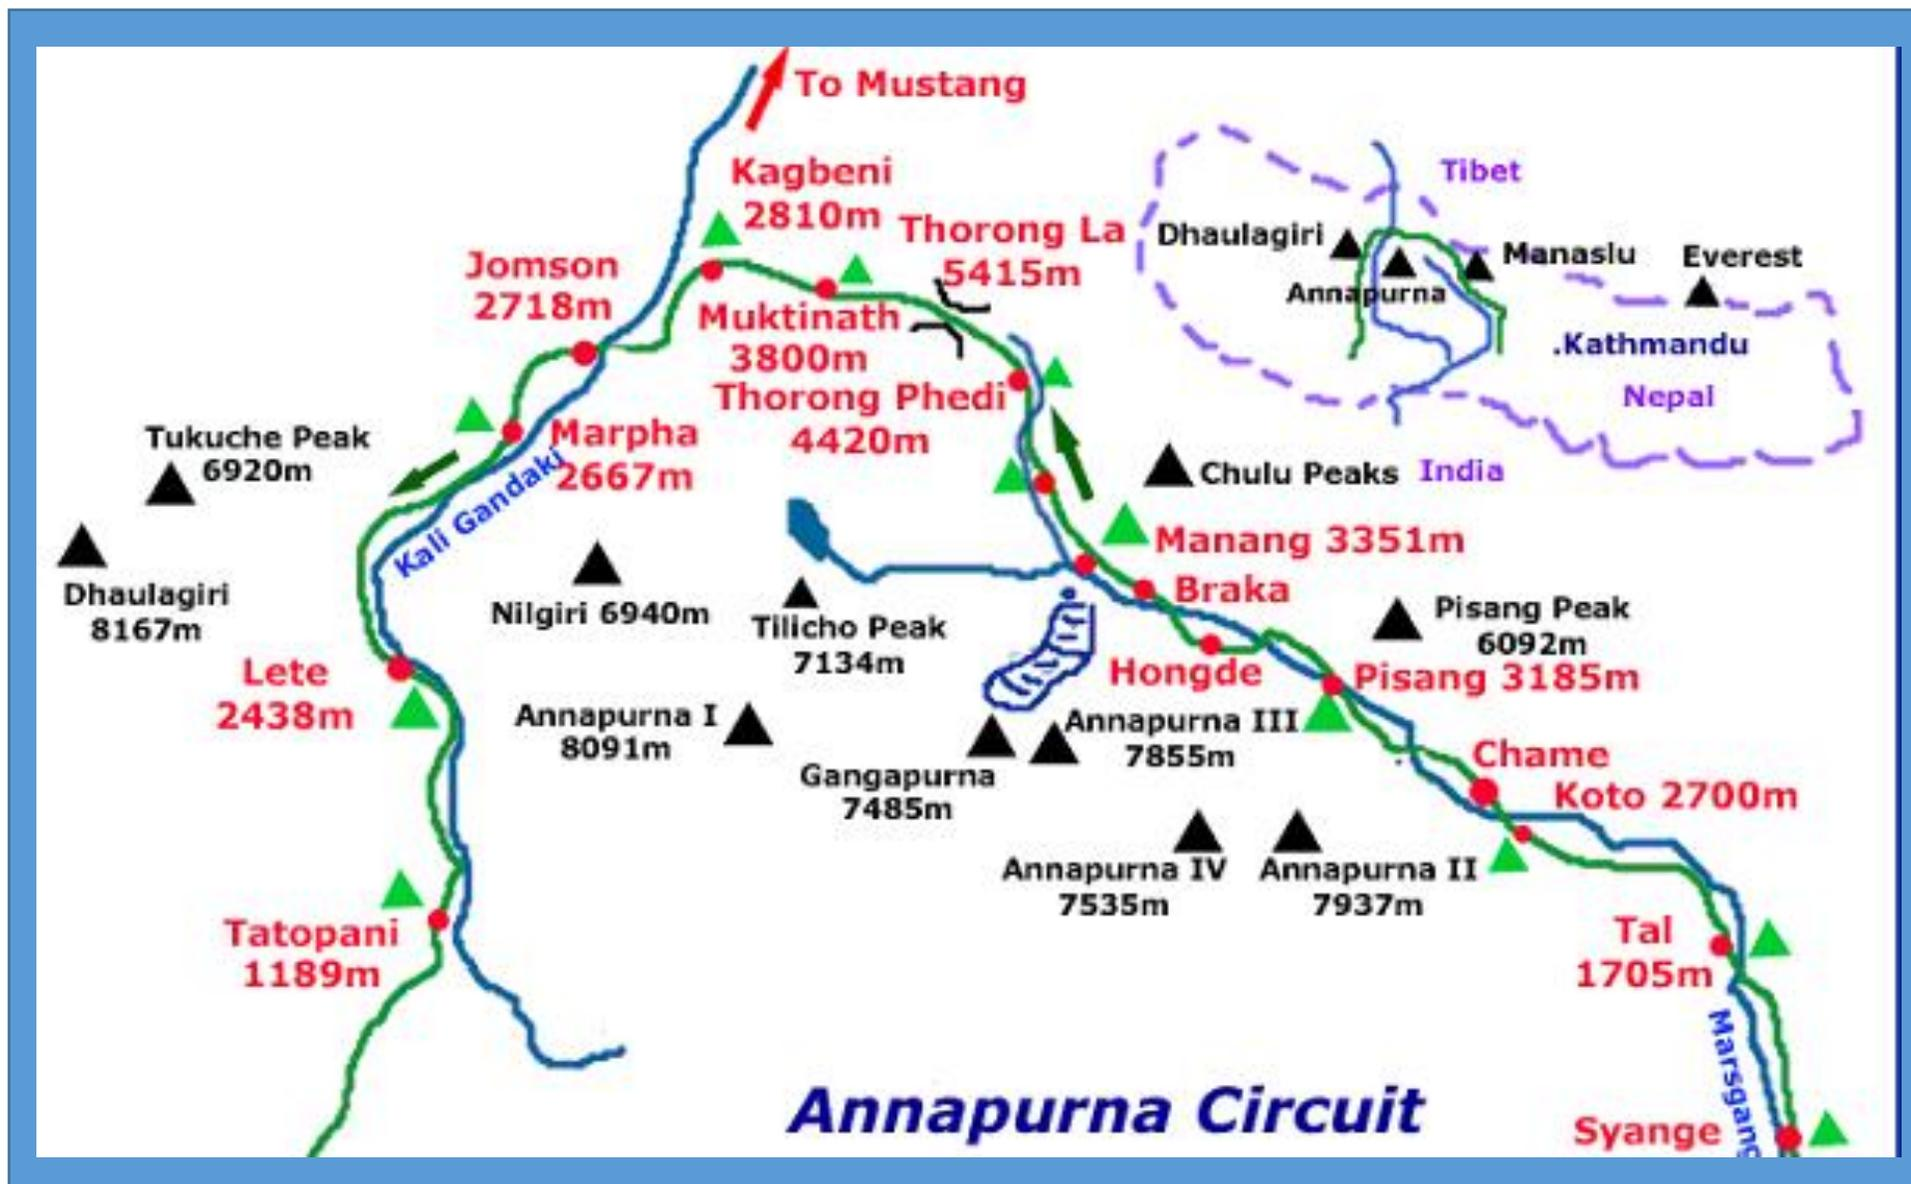 To Mustang
Kagbeni
2810m
Thorong La
5415m
Jomson
2718m
Muktinath
3800m
Thorong Phedi
4420m
Tibet
Dhaulagiri
Manaslu
Everest
Annapurna
.Kathmandu
Nepal
India
Tukuche Peak
6920m
Marpha
2667m
Kali Gandaki
Chulu Peaks
Manang 3351m
Braka
Dhaulagiri
8167m
Nilgiri 6940m
Tilicho Peak
7134m
Pisang Peak
6092m
Hongde
Pisang 3185m
Lete
2438m
Annapurna I
8091m
Gangapurna
7485m
Annapurna III
7855m
Chame
Koto 2700m
Annapurna IV
7535m
Annapurna II
7937m
Tatopani
1189m
Tal
1705m
Marsgang
Annapurna Circuit
Syange